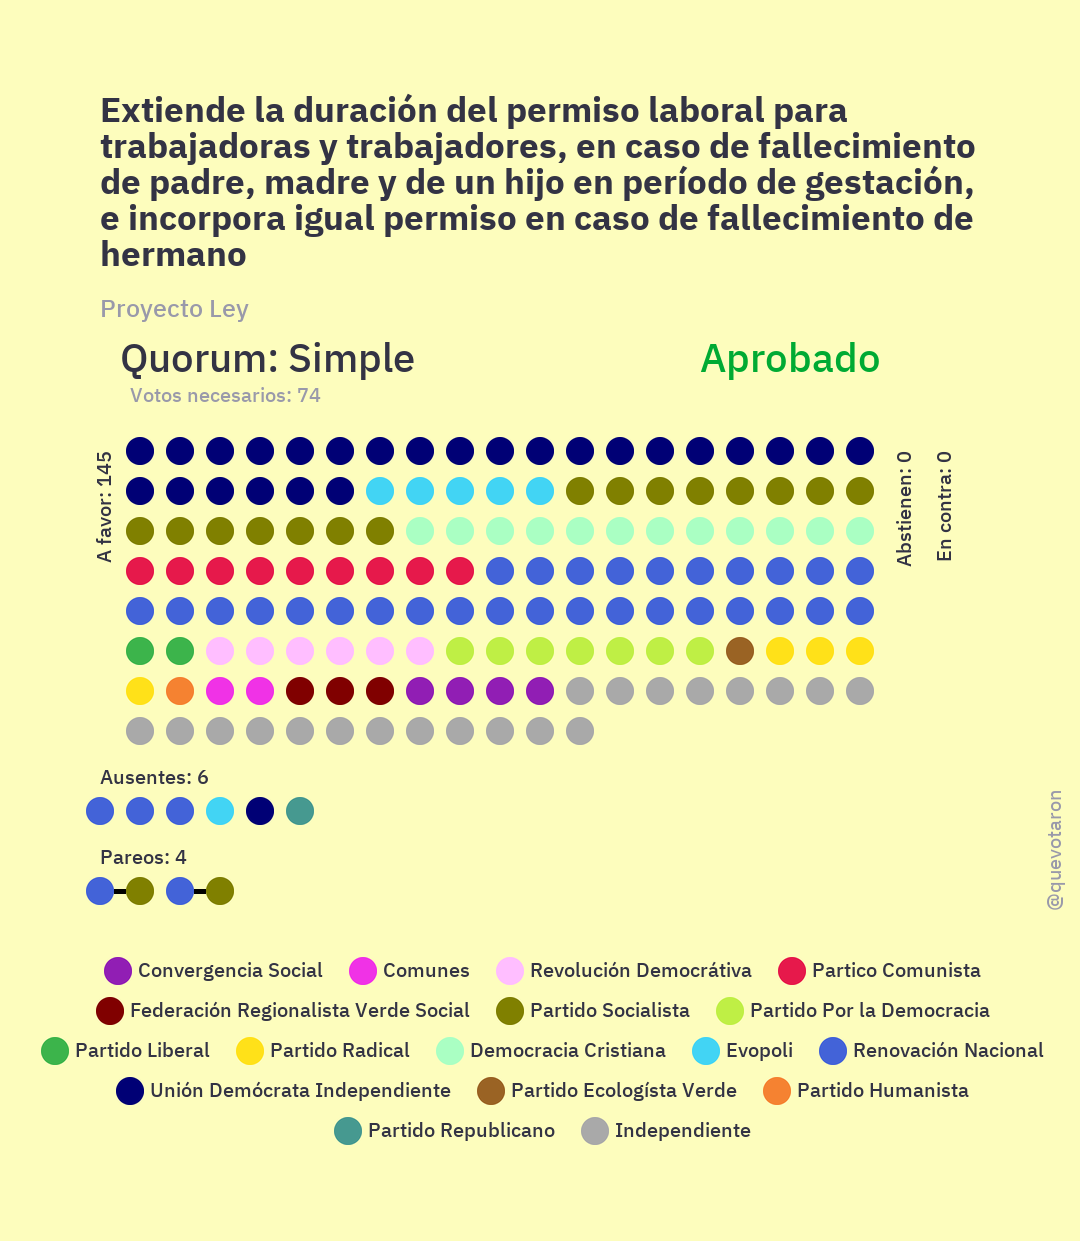 Extiende la duración del permiso laboral para
trabajadoras y trabajadores, en caso de fallecimiento
de padre, madre y de un hijo en período de gestación,
e incorpora igual permiso en caso de fallecimiento de
hermano
Proyecto Ley
Quorum: Simple
Aprobado
Votos necesarios: 74
A favor: 145
Abstienen: 0
En contra: 0
Ausentes: 6
Pareos: 4
@quevotaron
Convergencia Social
Comunes
Revolución Democrátiva
Partico Comunista
Federación Regionalista Verde Social
Partido Socialista
Partido Por la Democracia
Partido Liberal
Partido Radical
Democracia Cristiana
Evopoli
Renovación Nacional
Unión Demócrata Independiente
Partido Ecologísta Verde
Partido Humanista
Partido Republicano
Independiente